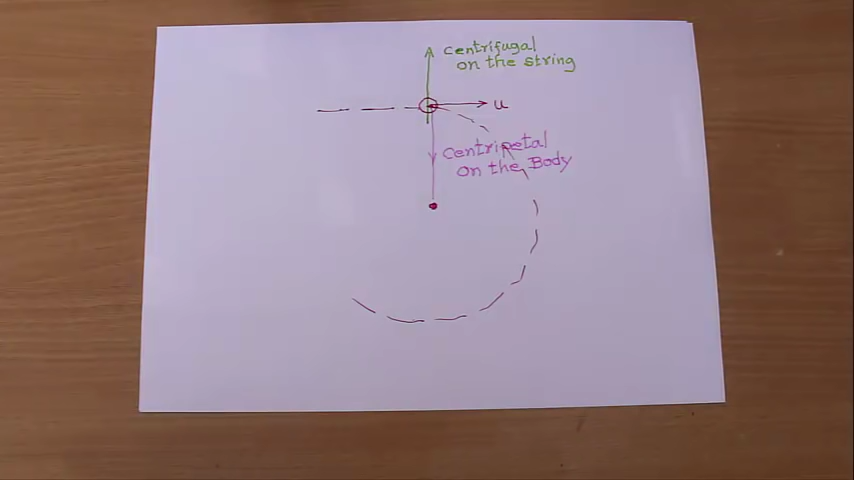 centrifugal
on the string
u
Centripetal
on the Body